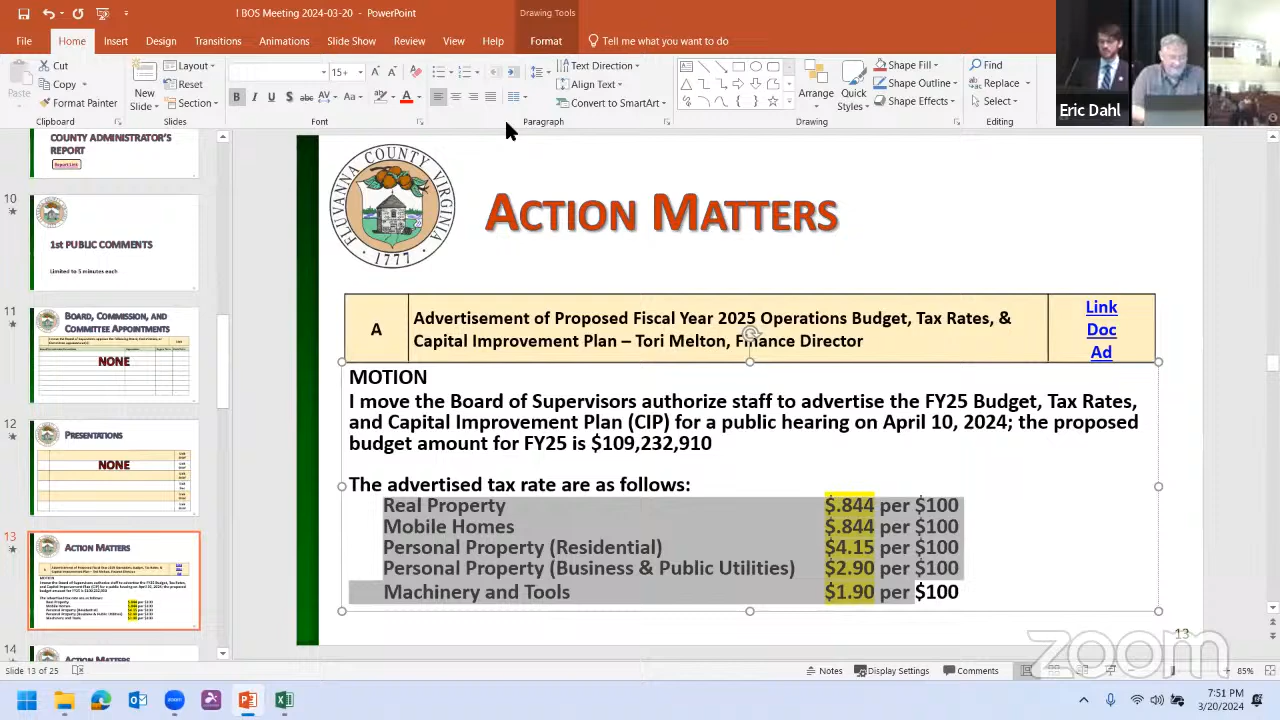 I BOS Meeting 2024-03-20 - PowerPoint
Drawing Tools
File Home Insert Design Transitions Animations Slide Show Review View Help Format Tell me what you want to do
Cut
Copy
Format Painter
Clipboard
New
Slide
Layout
Reset
Section
Slides
15+
Font
Text Direction
Align Text
Convert to SmartArt
Paragraph
Arrange
Quick
Styles
Shape Fill
Shape Outline
Shape Effects
Drawing
Find
Replace
Select
Editing
Eric Dahl
COUNTY ADMINISTRATOR'S
REPORT
10
1st PUBLIC COMMENTS
Limited to 5 minutes each
11
BOARD, COMMISSION, AND
COMMITTEE APPOINTMENTS
NONE
12
PRESENTATIONS
NONE
13
ACTION MATTERS
14
ACTION MATTERS
FLUVANNA COUNTY VIRGINIA
1777
ACTION MATTERS
A
Advertisement of Proposed Fiscal Year 2025 Operations Budget, Tax Rates, &
Capital Improvement Plan – Tori Melton, Finance Director
Link
Doc
Ad
MOTION
I move the Board of Supervisors authorize staff to advertise the FY25 Budget, Tax Rates,
and Capital Improvement Plan (CIP) for a public hearing on April 10, 2024; the proposed
budget amount for FY25 is $109,232,910
The advertised tax rate are as follows:
Real Property $.844 per $100
Mobile Homes $.844 per $100
Personal Property (Residential) $4.15 per $100
Personal Property (Business & Public Utilities) $2.90 per $100
Machinery and Tools $1.90 per $100
13
zoom
Slide 13 of 25
Notes Display Settings Comments 85%
7:51 PM
3/20/2024